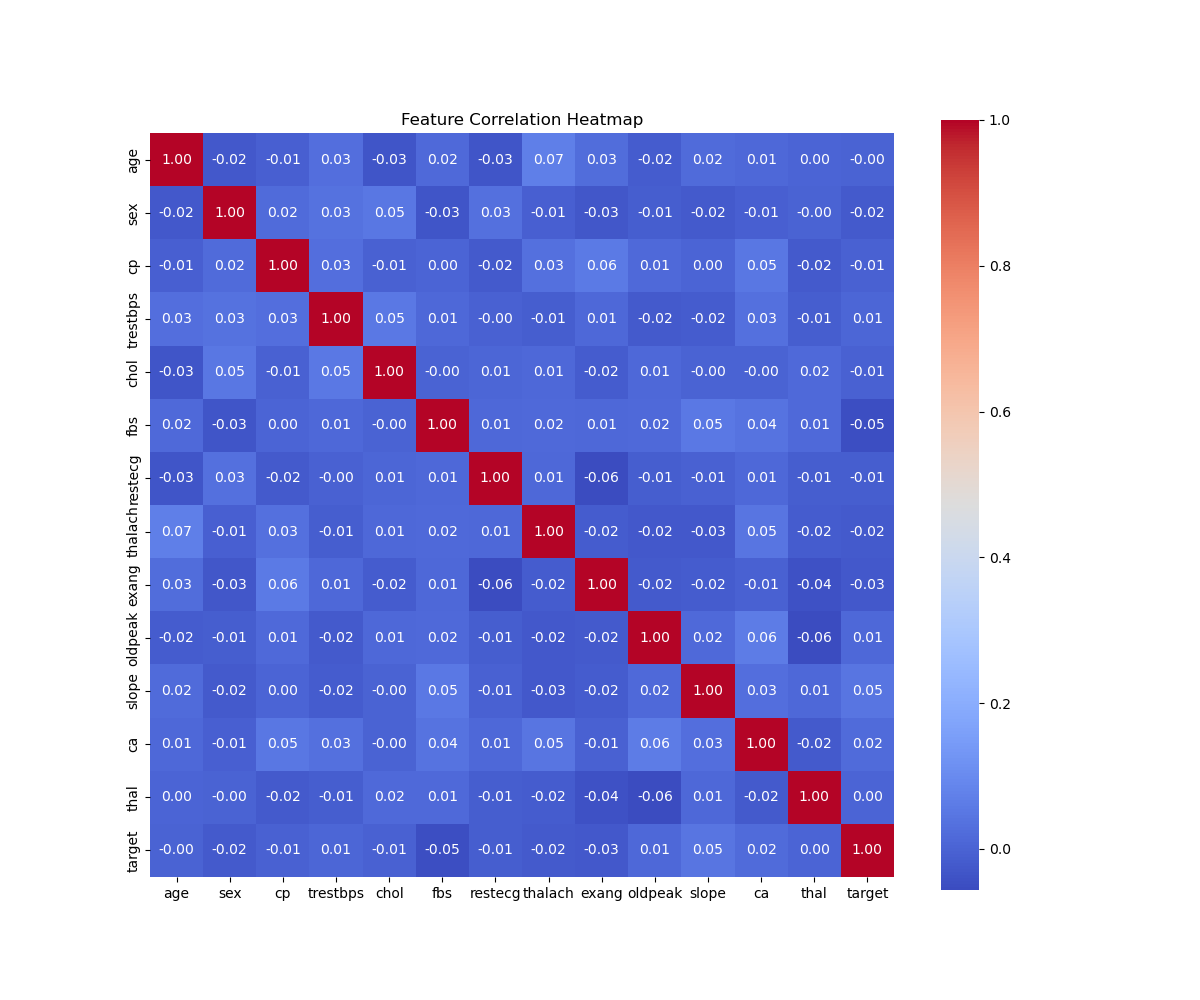 Feature Correlation Heatmap
age 1.00 -0.02 -0.01 0.03 -0.03 0.02 -0.03 0.07 0.03 -0.02 0.02 0.01 0.00 -0.00
sex -0.02 1.00 0.02 0.03 0.05 -0.03 0.03 -0.01 -0.03 -0.01 -0.02 -0.01 -0.00 -0.02
cp -0.01 0.02 1.00 0.03 -0.01 0.00 -0.02 0.03 0.06 0.01 0.00 0.05 -0.02 -0.01
trestbps 0.03 0.03 0.03 1.00 0.05 0.01 -0.00 -0.01 0.01 -0.02 -0.02 0.03 -0.01 0.01
chol -0.03 0.05 -0.01 0.05 1.00 -0.00 0.01 0.01 -0.02 0.01 -0.00 -0.00 0.02 -0.01
fbs 0.02 -0.03 0.00 0.01 -0.00 1.00 0.01 0.02 0.01 0.02 0.05 0.04 0.01 -0.05
restecg -0.03 0.03 -0.02 -0.00 0.01 0.01 1.00 0.01 -0.06 -0.01 -0.01 0.01 -0.01 -0.01
thalach 0.07 -0.01 0.03 -0.01 0.01 0.02 0.01 1.00 -0.02 -0.02 -0.03 0.05 -0.02 -0.02
exang 0.03 -0.03 0.06 0.01 -0.02 0.01 -0.06 -0.02 1.00 -0.02 -0.02 -0.01 -0.04 -0.03
oldpeak -0.02 -0.01 0.01 -0.02 0.01 0.02 -0.01 -0.02 -0.02 1.00 0.02 0.06 -0.06 0.01
slope 0.02 -0.02 0.00 -0.02 -0.00 0.05 -0.01 -0.03 -0.02 0.02 1.00 0.03 0.01 0.05
ca 0.01 -0.01 0.05 0.03 -0.00 0.04 0.01 0.05 -0.01 0.06 0.03 1.00 -0.02 0.02
thal 0.00 -0.00 -0.02 -0.01 0.02 0.01 -0.01 -0.02 -0.04 -0.06 0.01 -0.02 1.00 0.00
target -0.00 -0.02 -0.01 0.01 -0.01 -0.05 -0.01 -0.02 -0.03 0.01 0.05 0.02 0.00 1.00
age sex cp trestbps chol fbs restecg thalach exang oldpeak slope ca thal target
1.0
0.8
0.6
0.4
0.2
0.0